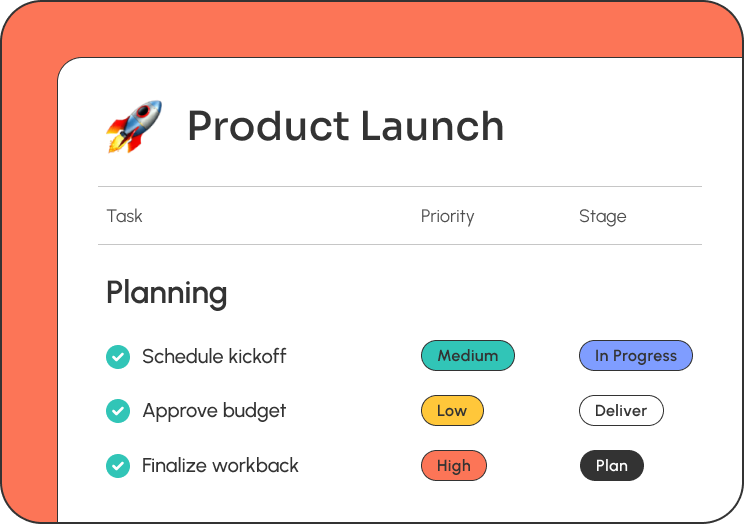 Product Launch
Task Priority Stage
Planning
Schedule kickoff Medium In Progress
Approve budget Low Deliver
Finalize workback High Plan